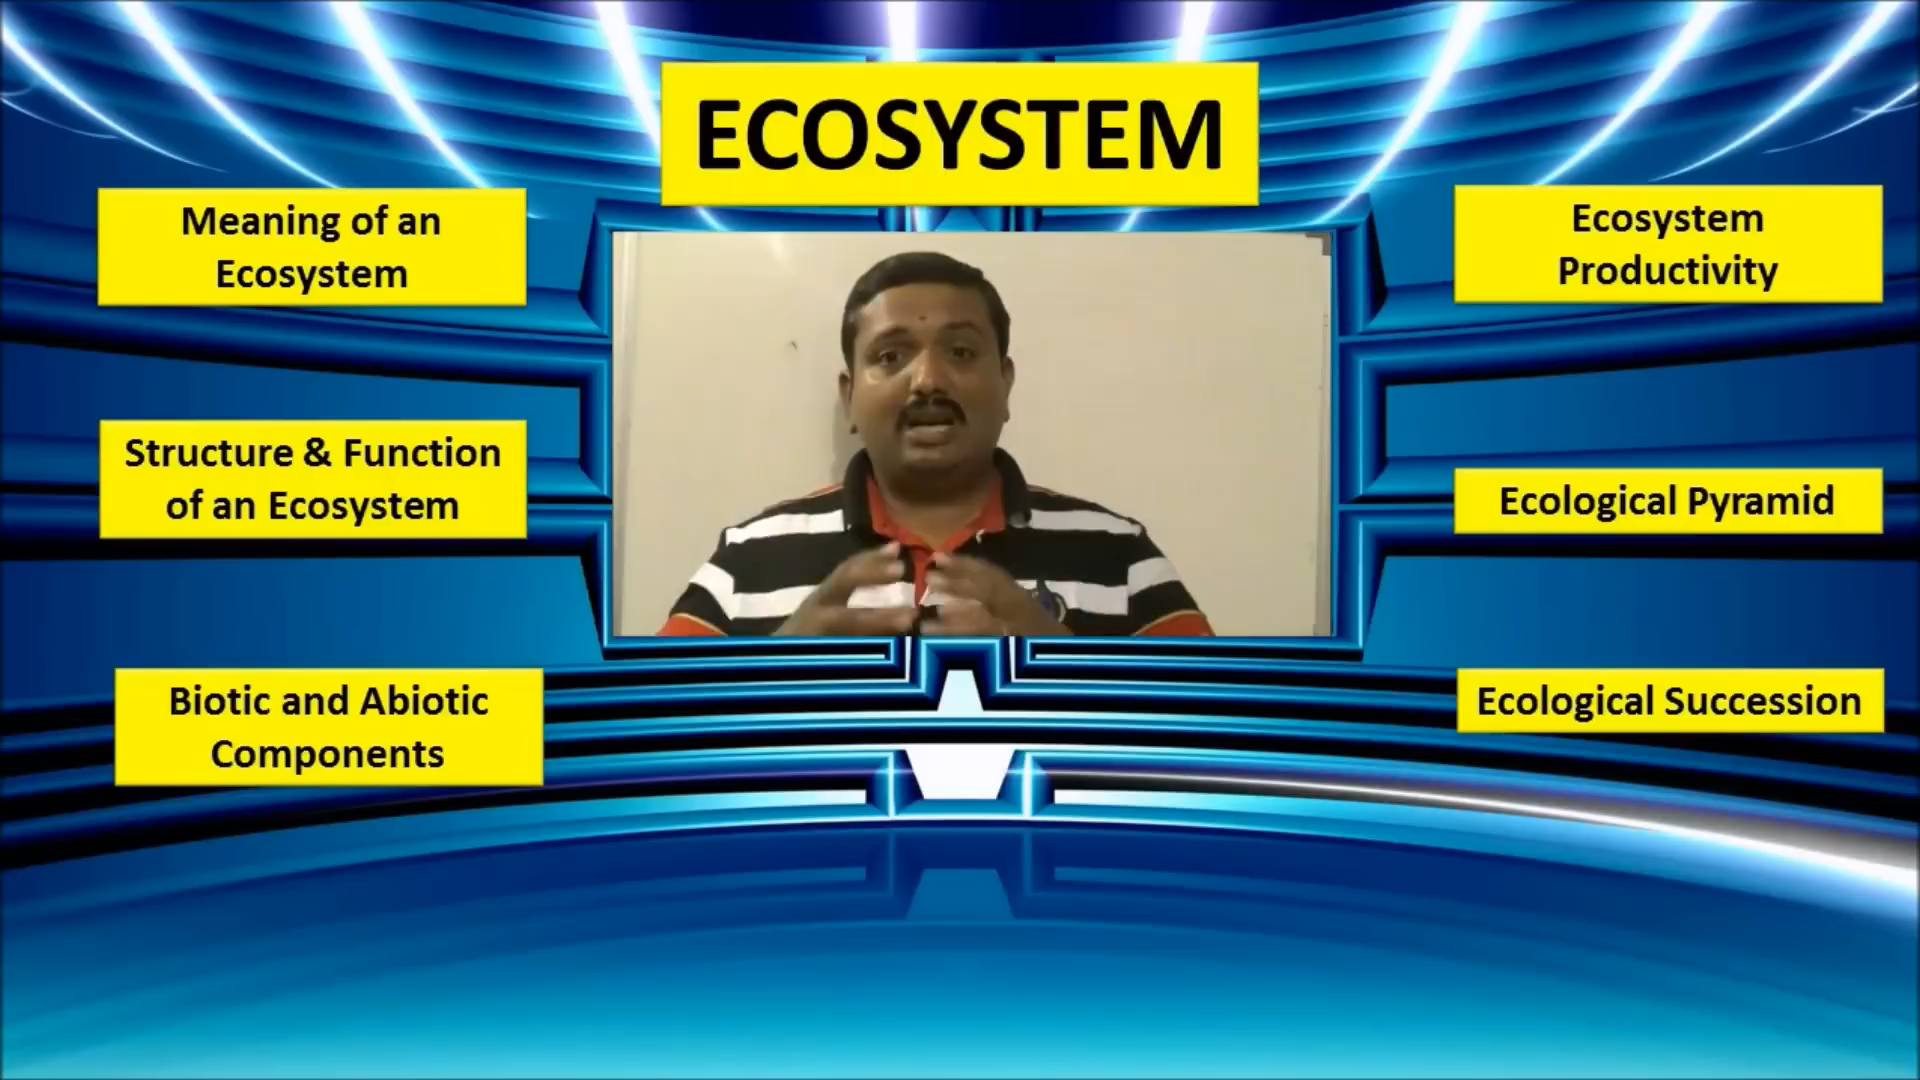 ECOSYSTEM
Meaning of an
Ecosystem
Structure & Function
of an Ecosystem
Biotic and Abiotic
Components
Ecosystem
Productivity
Ecological Pyramid
Ecological Succession